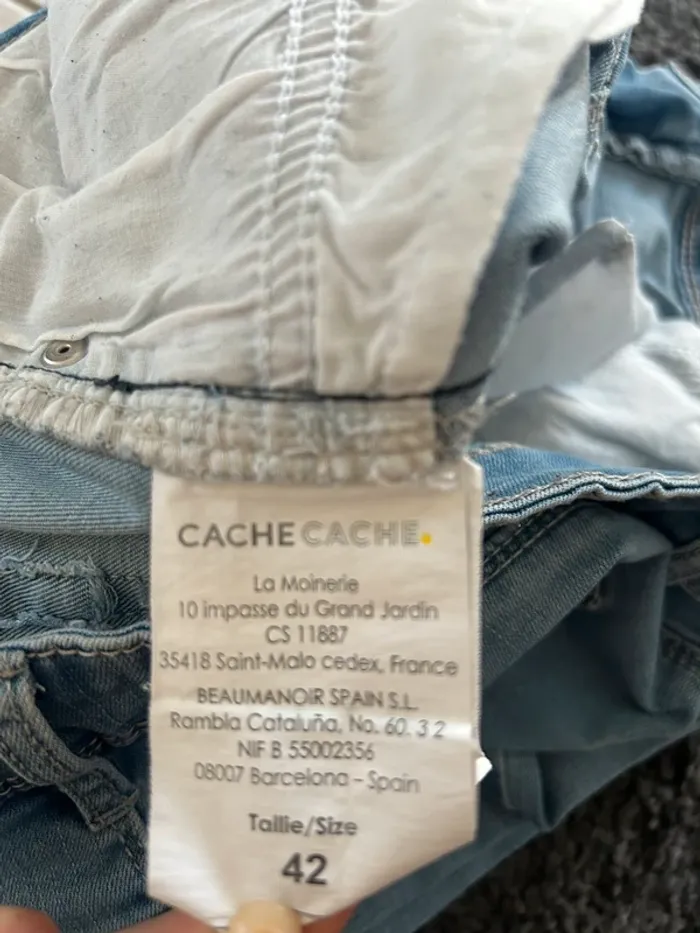 CACHE CACHE.
La Moinerie
10 impasse du Grand Jardin
CS 11887
35418 Saint-Malo cedex, France
BEAUMANOIR SPAIN S.L.
Rambla Cataluña, No. 60. 3 2
NIF B 55002356
08007 Barcelona – Spain
Taille/Size
42